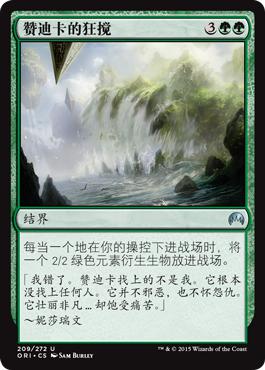 赞迪卡的狂搅 3
结界
每当一个地在你的操控下进战场时，将
一个 2/2 绿色元素衍生生物放进战场。
「我错了。赞迪卡找上的不是我。它根本
没找上任何人。它并不邪恶，也不怀怨仇。
它壮丽非凡…却饱受痛苦。」
～妮莎瑞文
209/272 U
ORI • CS SAM BURLEY
™ & © 2015 Wizards of the Coast